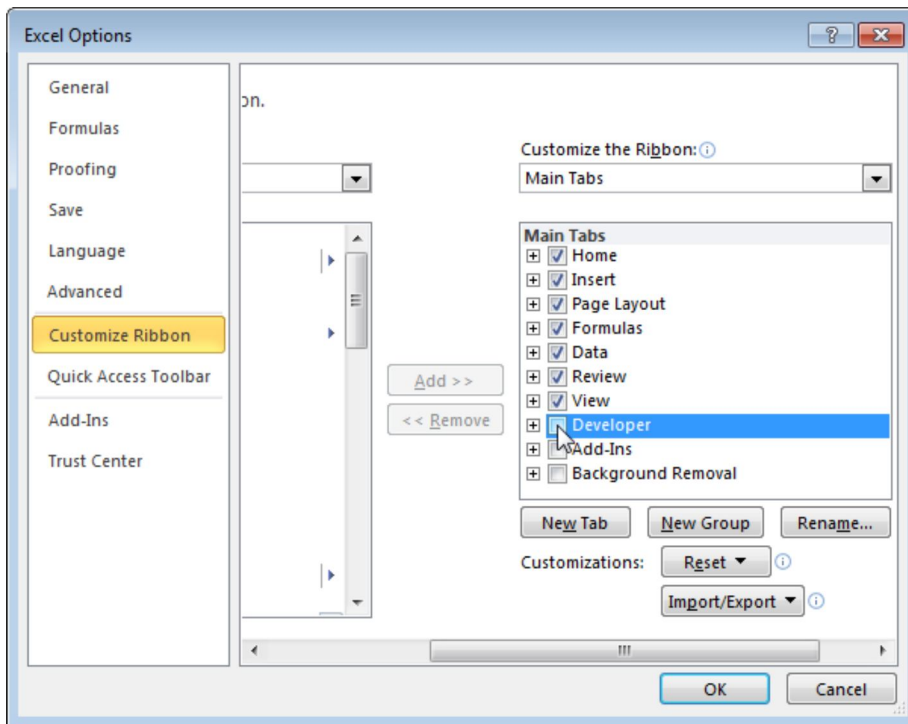 Excel Options
General
Formulas
Proofing
Save
Language
Advanced
Customize Ribbon
Quick Access Toolbar
Add-Ins
Trust Center
on.
Customize the Ribbon:
Main Tabs
Main Tabs
Home
Insert
Page Layout
Formulas
Data
Review
View
Developer
Add-Ins
Background Removal
Add >>
<< Remove
New Tab New Group Rename...
Customizations: Reset
Import/Export
OK Cancel